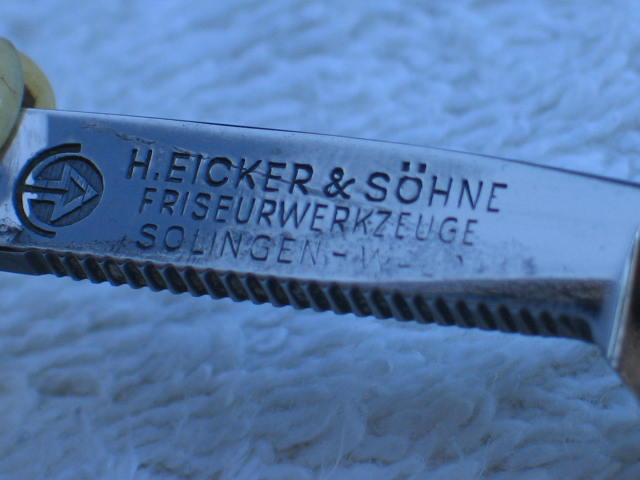 H. EICKER & SÖHNE
FRISEURWERKZEUGE
SOLINGEN-W